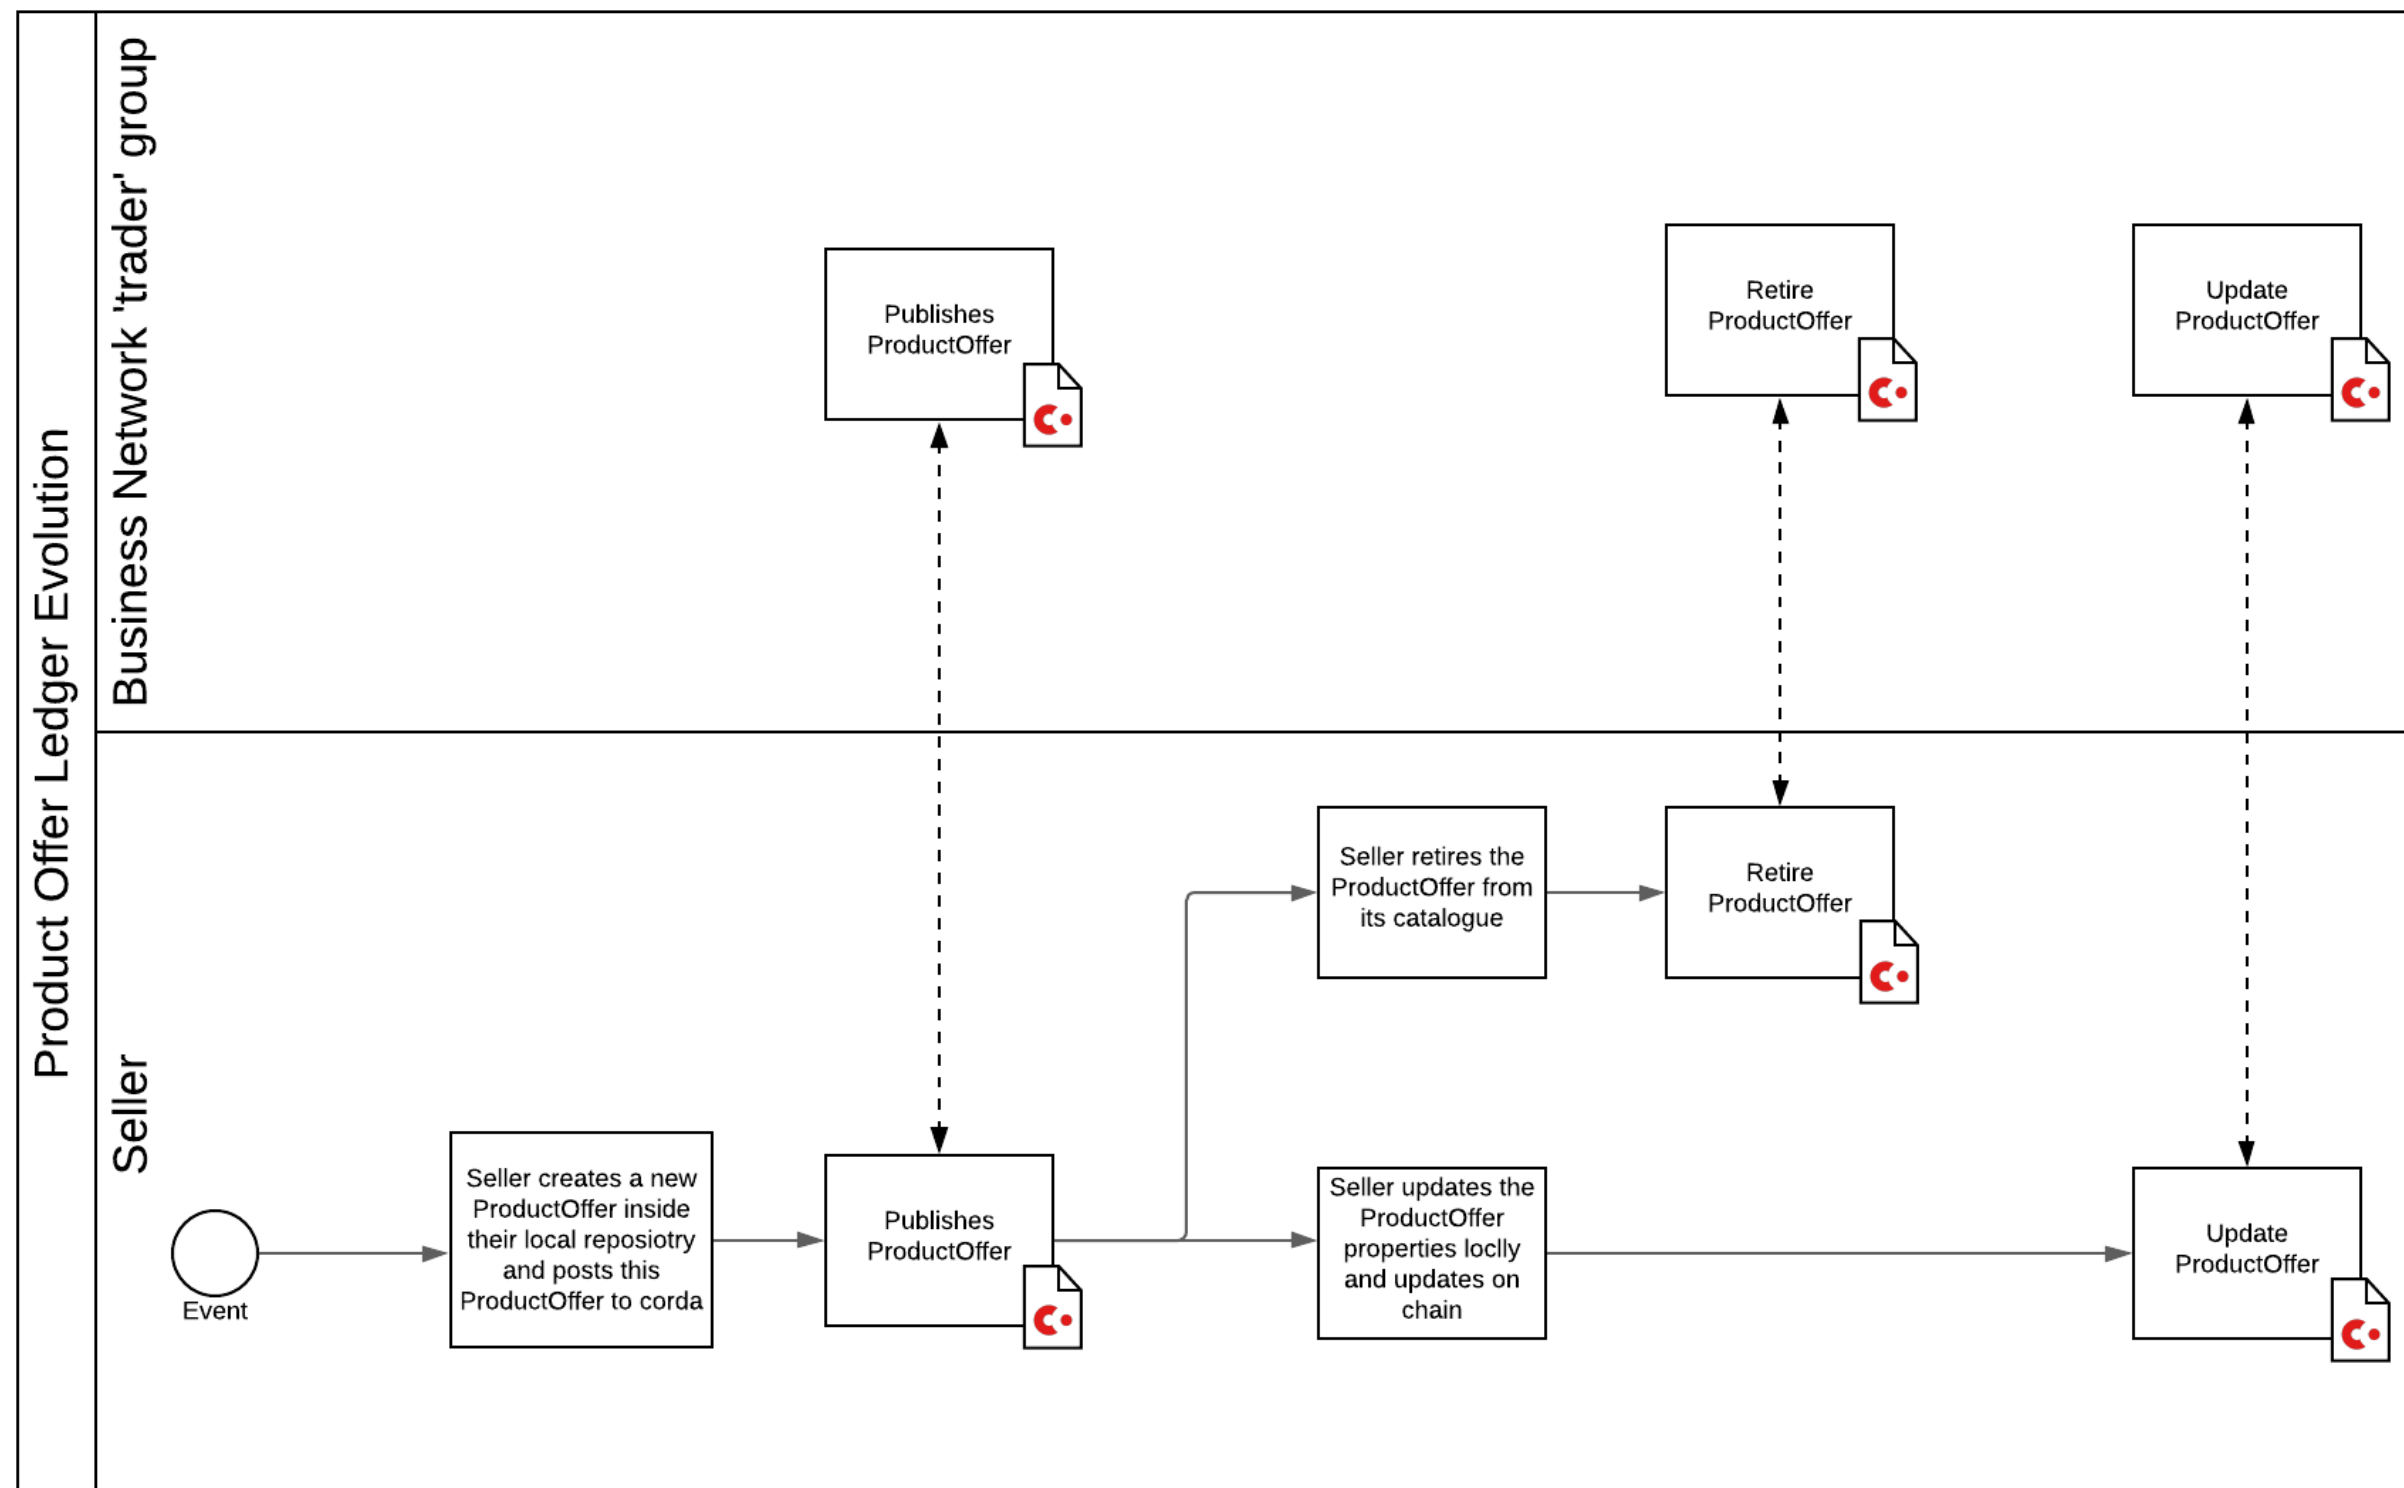 Product Offer Ledger Evolution
Business Network 'trader' group
Publishes
ProductOffer
Retire
ProductOffer
Update
ProductOffer
Seller
Event
Seller creates a new
ProductOffer inside
their local reposiotry
and posts this
ProductOffer to corda
Publishes
ProductOffer
Seller retires the
ProductOffer from
its catalogue
Retire
ProductOffer
Seller updates the
ProductOffer
properties loclly
and updates on
chain
Update
ProductOffer